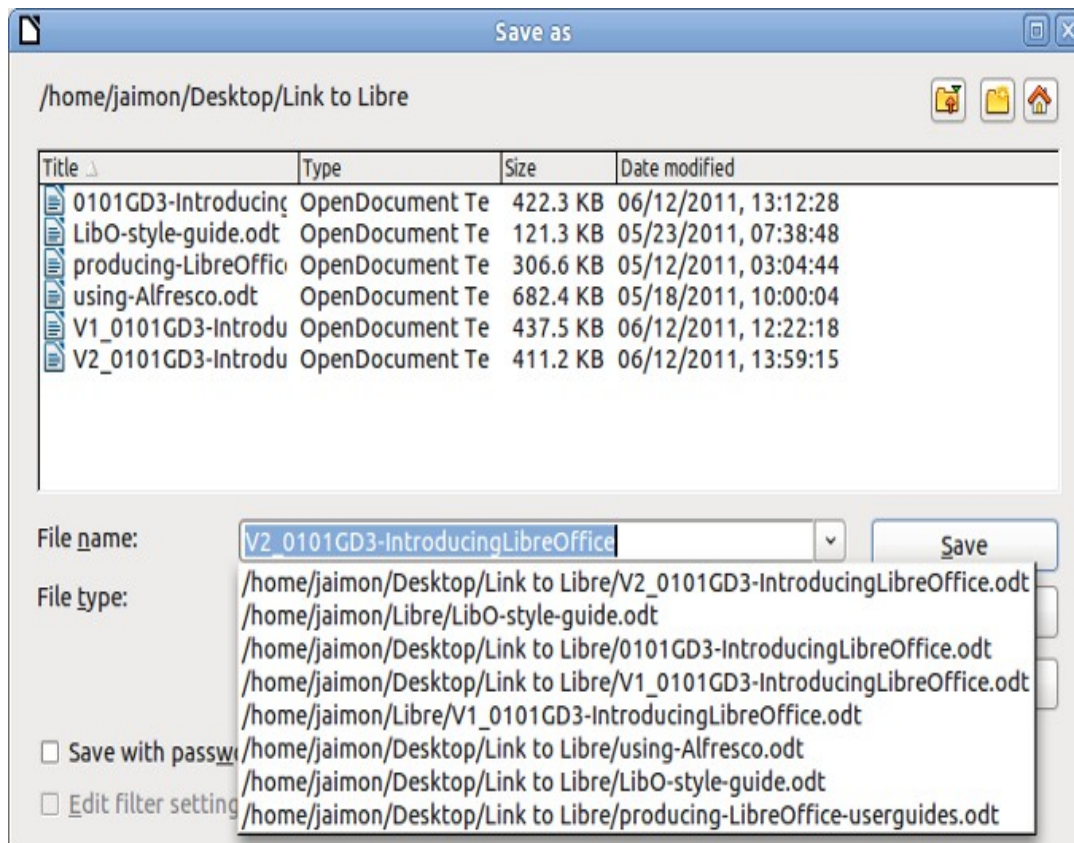 Save as
/home/jaimon/Desktop/Link to Libre
Title Type Size Date modified
0101GD3-Introducing OpenDocument Te 422.3 KB 06/12/2011, 13:12:28
LibO-style-guide.odt OpenDocument Te 121.3 KB 05/23/2011, 07:38:48
producing-LibreOffic OpenDocument Te 306.6 KB 05/12/2011, 03:04:44
using-Alfresco.odt OpenDocument Te 682.4 KB 05/18/2011, 10:00:04
V1_0101GD3-Introdu OpenDocument Te 437.5 KB 06/12/2011, 12:22:18
V2_0101GD3-Introdu OpenDocument Te 411.2 KB 06/12/2011, 13:59:15
File name: V2_0101GD3-IntroducingLibreOffice Save
File type:
/home/jaimon/Desktop/Link to Libre/V2_0101GD3-IntroducingLibreOffice.odt
/home/jaimon/Libre/LibO-style-guide.odt
/home/jaimon/Desktop/Link to Libre/0101GD3-IntroducingLibreOffice.odt
/home/jaimon/Desktop/Link to Libre/V1_0101GD3-IntroducingLibreOffice.odt
/home/jaimon/Libre/V1_0101GD3-IntroducingLibreOffice.odt
/home/jaimon/Desktop/Link to Libre/using-Alfresco.odt
/home/jaimon/Desktop/Link to Libre/LibO-style-guide.odt
/home/jaimon/Desktop/Link to Libre/producing-LibreOffice-userguides.odt
Save with passw
Edit filter setting